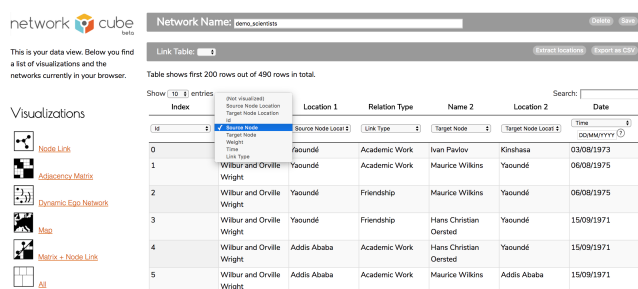 network cube
beta
This is your data view. Below you find
a list of visualizations and the
networks currently in your browser.
Visualizations
Node Link
Adjacency Matrix
Dynamic Ego Network
Map
Matrix + Node Link
All
Network Name: demo_scientists
Delete Save
Link Table:
Extract locations Export as CSV
Table shows first 200 rows out of 490 rows in total.
Show 10 entries
Search:
Index Location 1 Relation Type Name 2 Location 2 Date
(Not visualized)
Source Node Location
Target Node Location
Id
✓ Source Node
Target Node
Weight
Time
Link Type
Id Source Node Locat Link Type Target Node Target Node Locati Time
DD/MM/YYYY ?
0 Yaoundé Academic Work Ivan Pavlov Kinshasa 03/08/1973
1 Wilbur and Orville Yaoundé Academic Work Maurice Wilkins Yaoundé 06/08/1975
Wright
2 Wilbur and Orville Yaoundé Friendship Maurice Wilkins Yaoundé 06/08/1975
Wright
3 Wilbur and Orville Yaoundé Friendship Hans Christian Yaoundé 15/09/1971
Wright Oersted
4 Wilbur and Orville Addis Ababa Academic Work Hans Christian Yaoundé 15/09/1971
Wright Oersted
5 Wilbur and Orville Addis Ababa Academic Work Maurice Wilkins Addis Ababa 15/09/1971
Wright